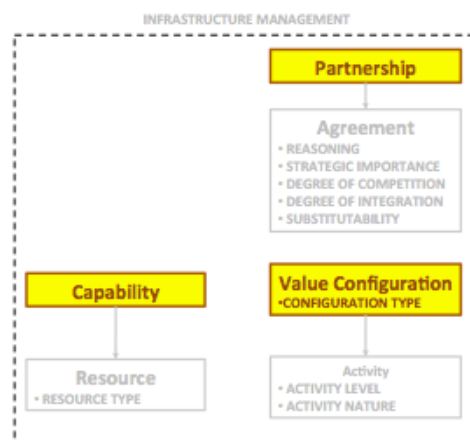 INFRASTRUCTURE MANAGEMENT
Partnership
Agreement
• REASONING
• STRATEGIC IMPORTANCE
• DEGREE OF COMPETITION
• DEGREE OF INTEGRATION
• SUBSTITUTABILITY
Capability
Resource
• RESOURCE TYPE
Value Configuration
• CONFIGURATION TYPE
Activity
• ACTIVITY LEVEL
• ACTIVITY NATURE